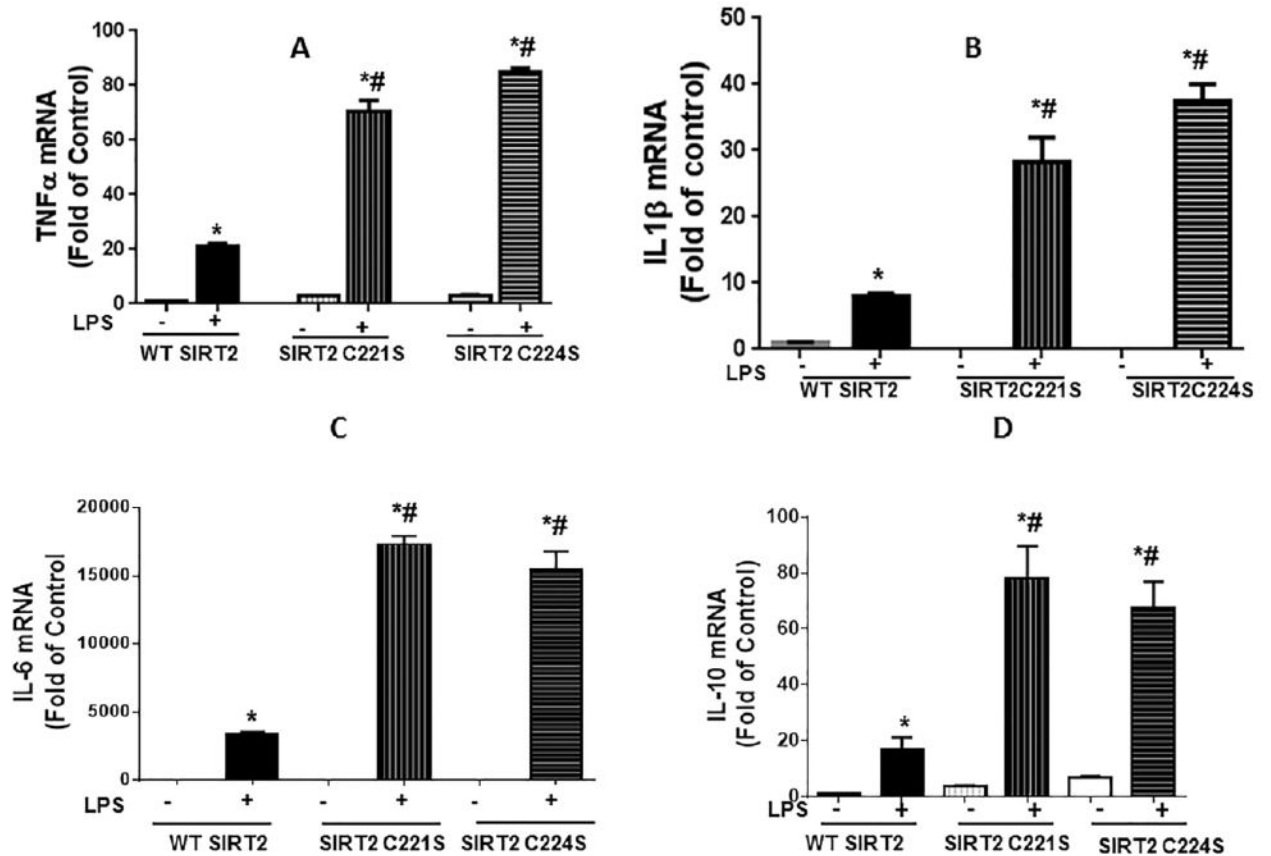 A
TNFα mRNA
(Fold of Control)
100
80
60
40
20
0
*
*#
*#
LPS - + - + - +
WT SIRT2 SIRT2 C221S SIRT2 C224S
B
IL1β mRNA
(Fold of control)
50
40
30
20
10
0
*
*#
*#
LPS - + - + - +
WT SIRT2 SIRT2C221S SIRT2C224S
C
IL-6 mRNA
(Fold of Control)
20000
15000
10000
5000
0
*
*#
*#
LPS - + - + - +
WT SIRT2 SIRT2 C221S SIRT2 C224S
D
IL-10 mRNA
(Fold of Control)
100
80
60
40
20
0
*
*#
*#
LPS - + - + - +
WT SIRT2 SIRT2 C221S SIRT2 C224S